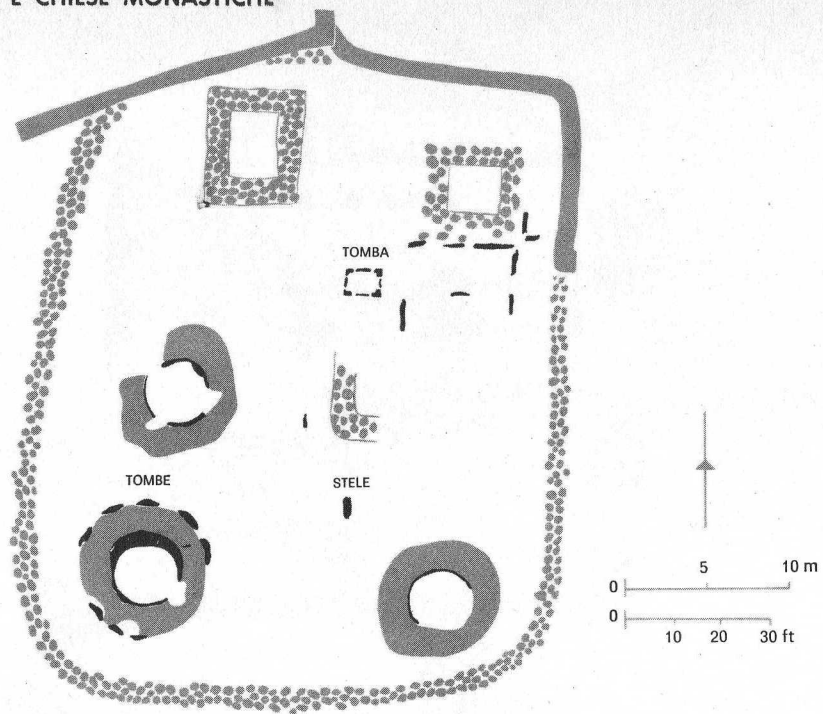 E CHIESE MONASTICHE
TOMBA
TOMBE
STELE
0 5 10 m
0 10 20 30 ft